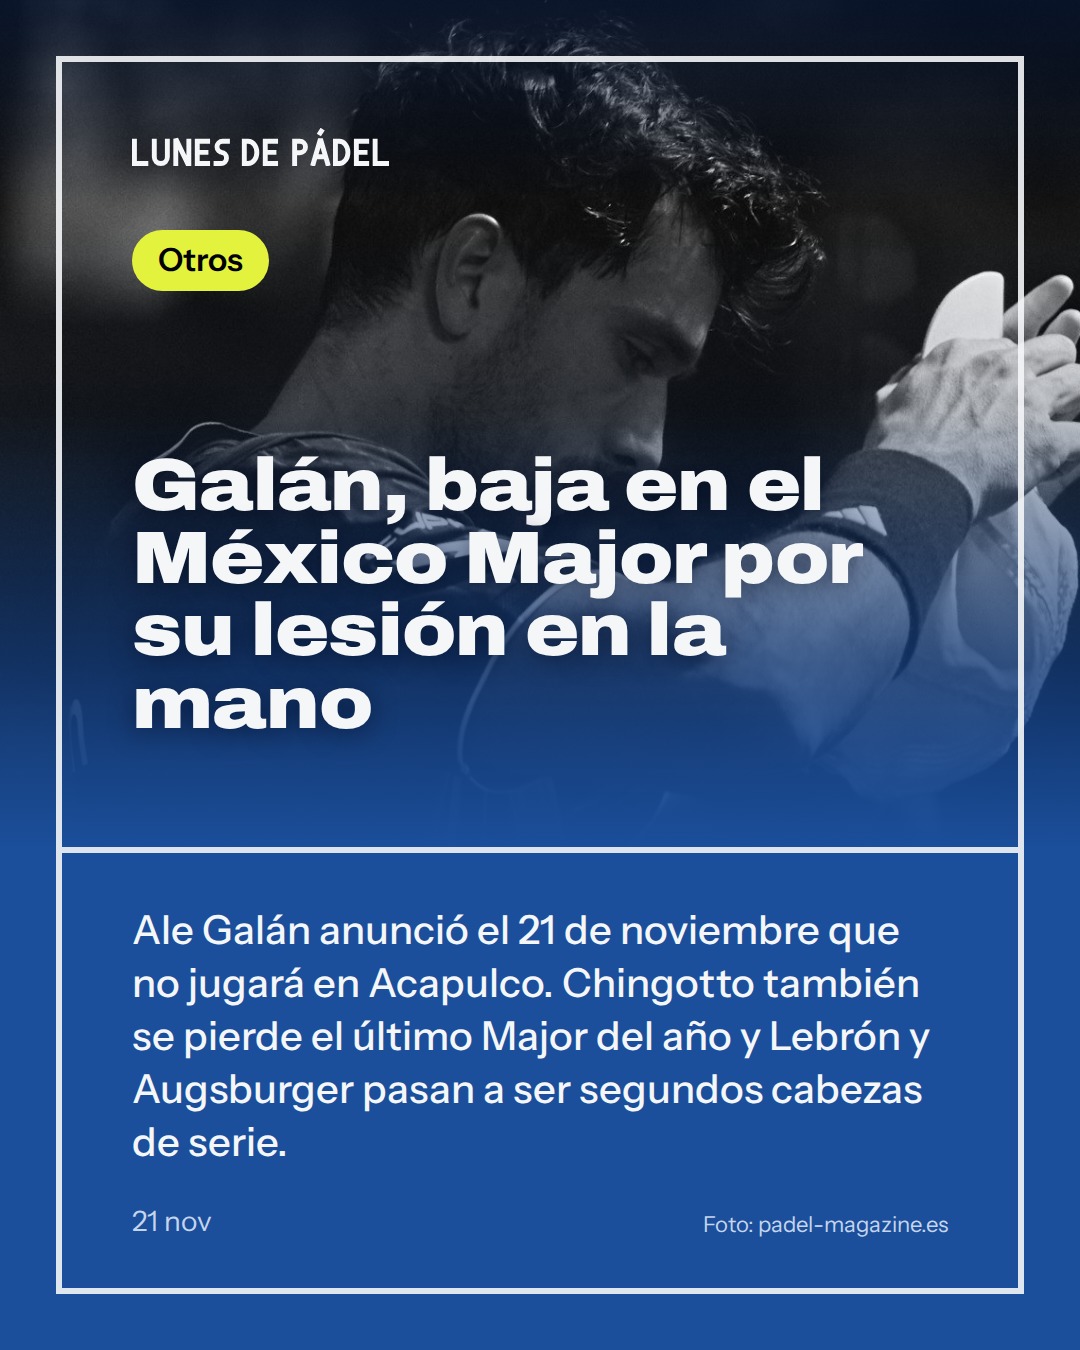 LUNES DE PÁDEL
Otros
Galán, baja en el
México Major por
su lesión en la
mano
Ale Galán anunció el 21 de noviembre que
no jugará en Acapulco. Chingotto también
se pierde el último Major del año y Lebrón y
Augsburger pasan a ser segundos cabezas
de serie.
21 nov
Foto: padel-magazine.es